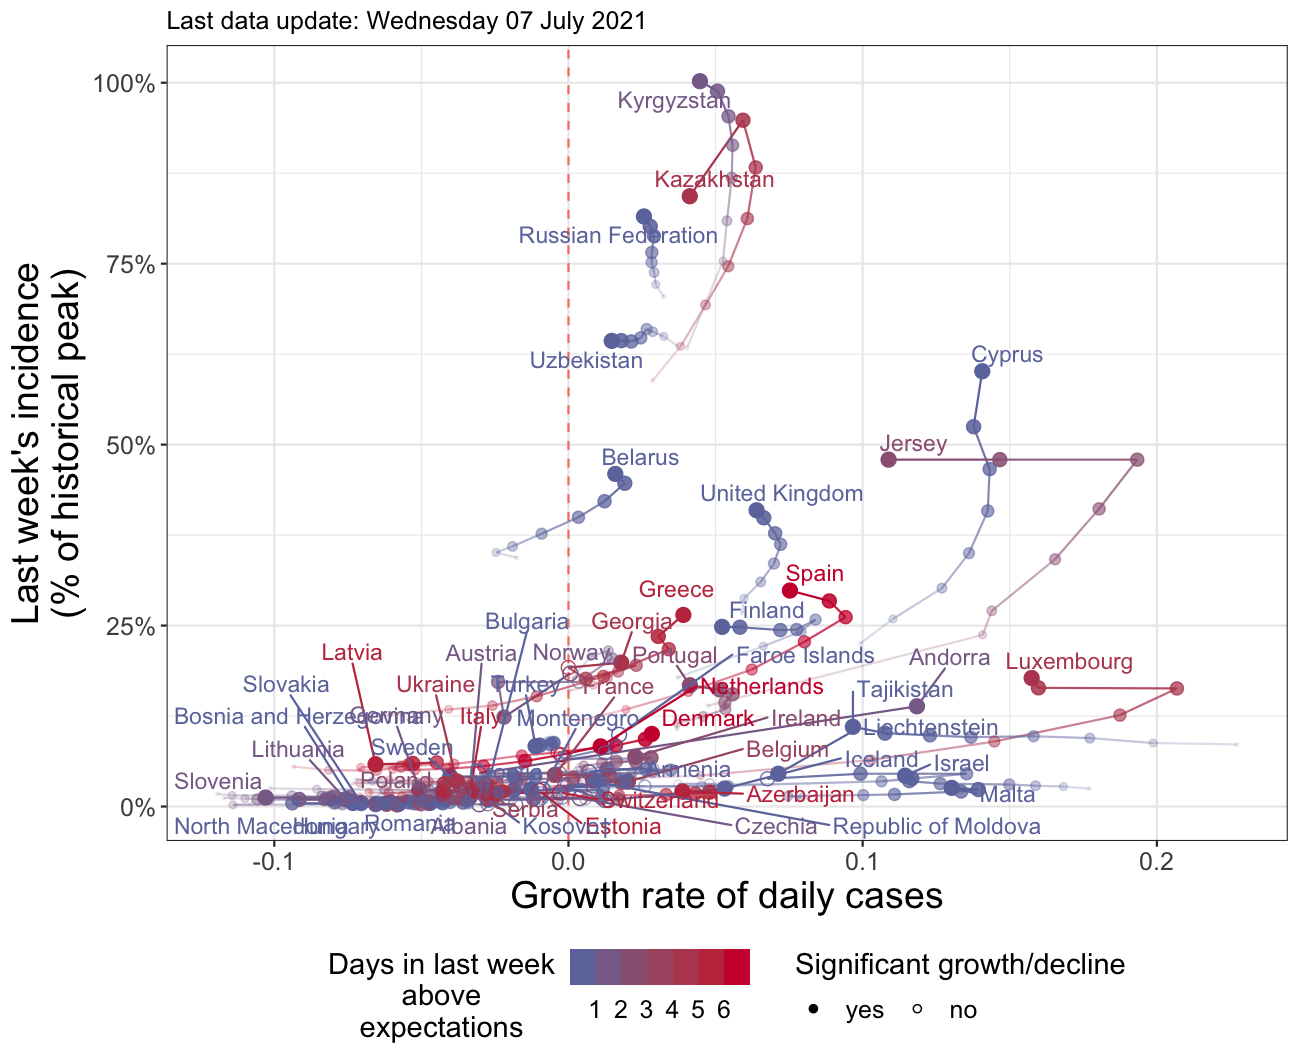 Last data update: Wednesday 07 July 2021
100%
75%
50%
25%
0%
Last week's incidence
(% of historical peak)
Kyrgyzstan
Kazakhstan
Russian Federation
Uzbekistan
Cyprus
Jersey
Belarus
United Kingdom
Spain
Greece
Finland
Bulgaria
Georgia
Latvia
Austria
Norway
Portugal
Faroe Islands
Andorra
Luxembourg
Slovakia
Ukraine
Turkey
France
Netherlands
Tajikistan
Bosnia and Herzegovina
Germany
Italy
Montenegro
Denmark
Ireland
Liechtenstein
Lithuania
Sweden
Belgium
Iceland
Israel
Armenia
Slovenia
Poland
Serbia
Switzerland
Azerbaijan
Malta
North Macedonia
Hungary
Romania
Albania
Kosovo
Estonia
Czechia
Republic of Moldova
-0.1
0.0
0.1
0.2
Growth rate of daily cases
Days in last week
above
expectations
1 2 3 4 5 6
Significant growth/decline
yes
no